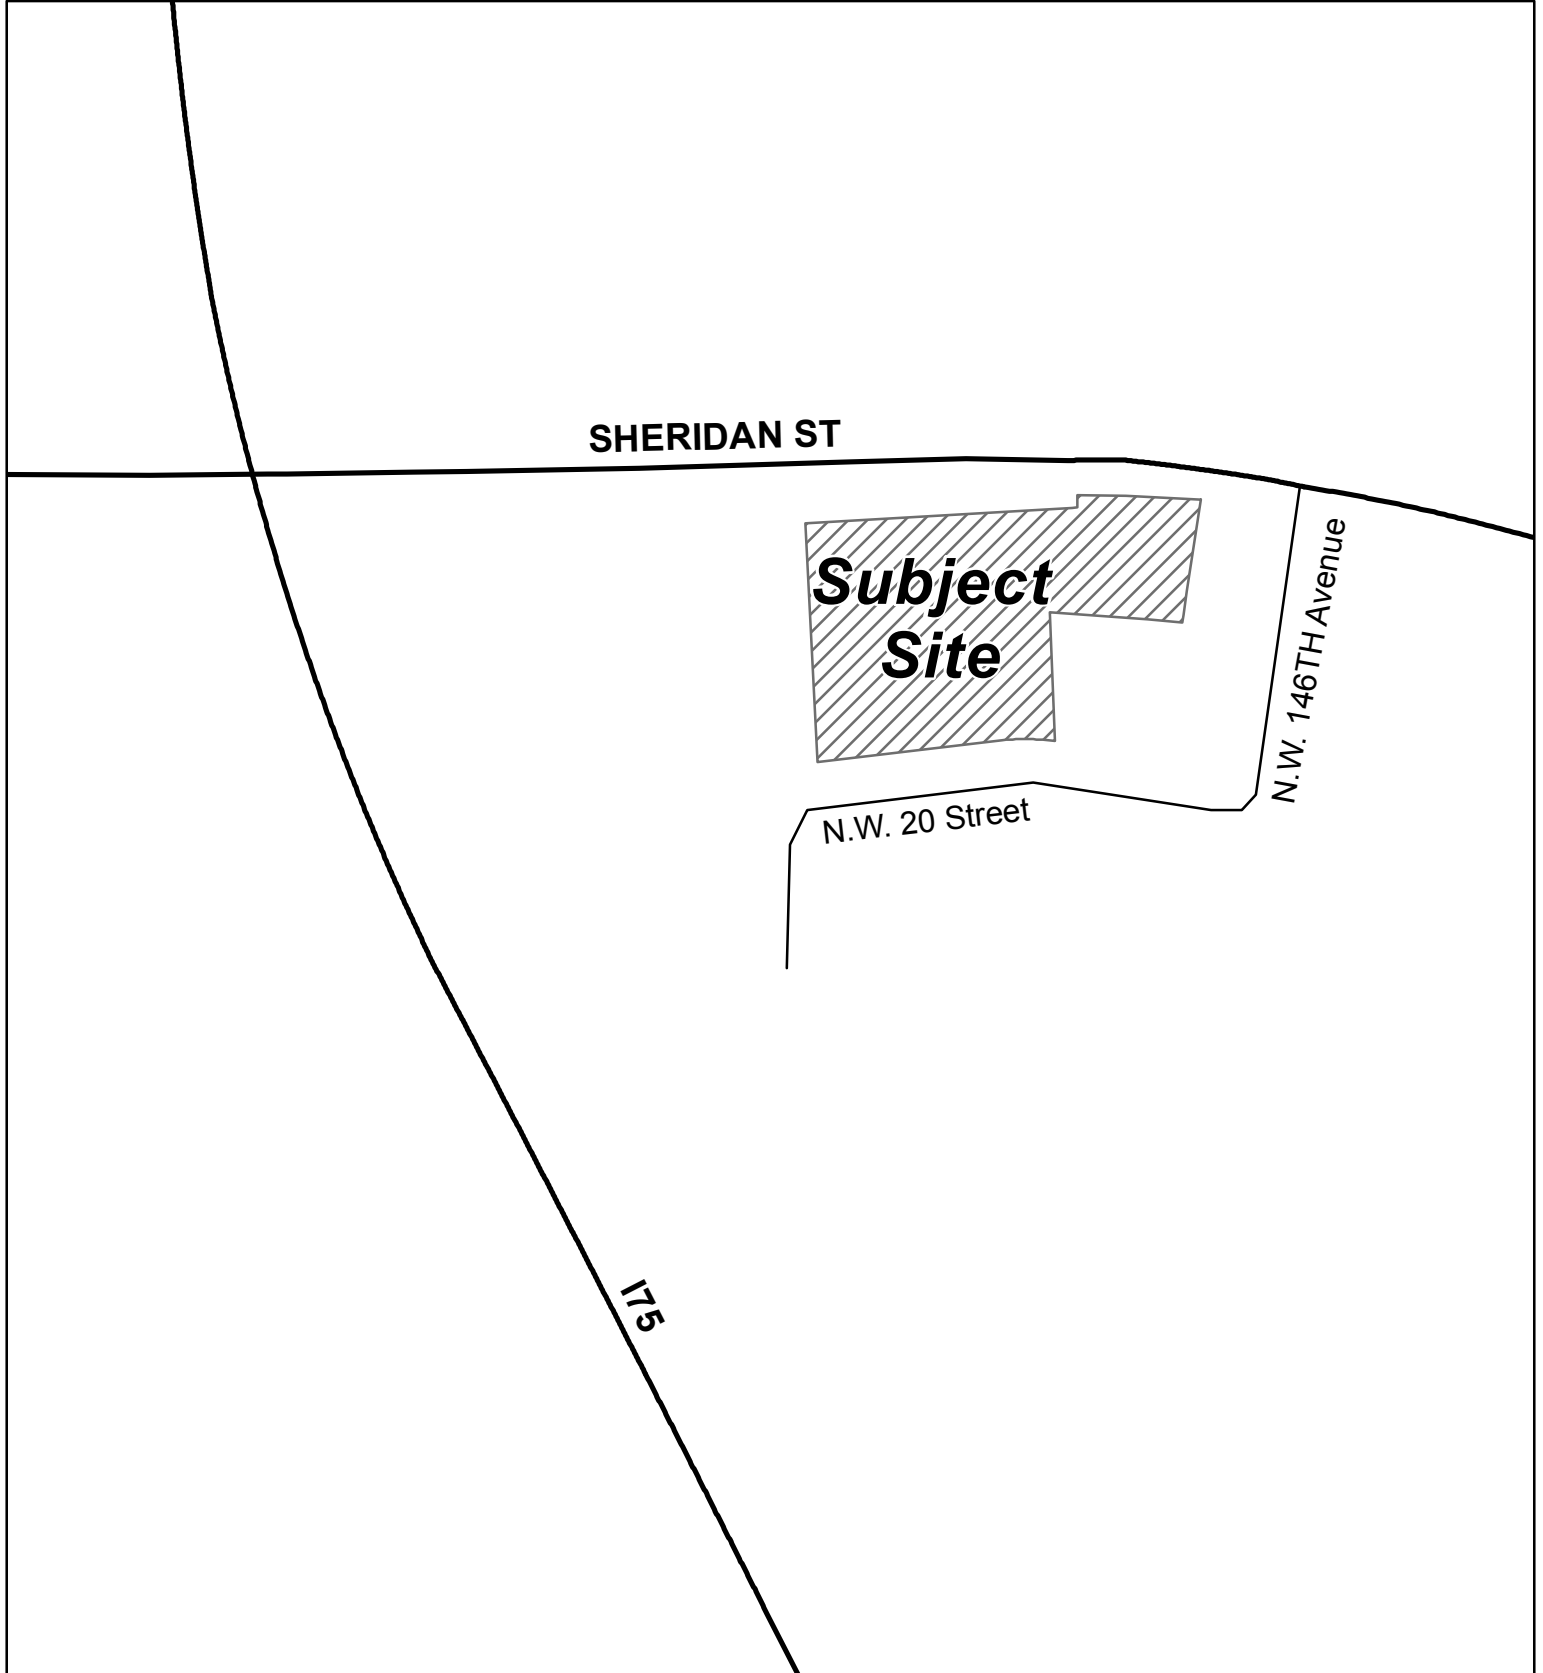 SHERIDAN ST
Subject
Site
N.W. 146TH Avenue
N.W. 20 Street
I75